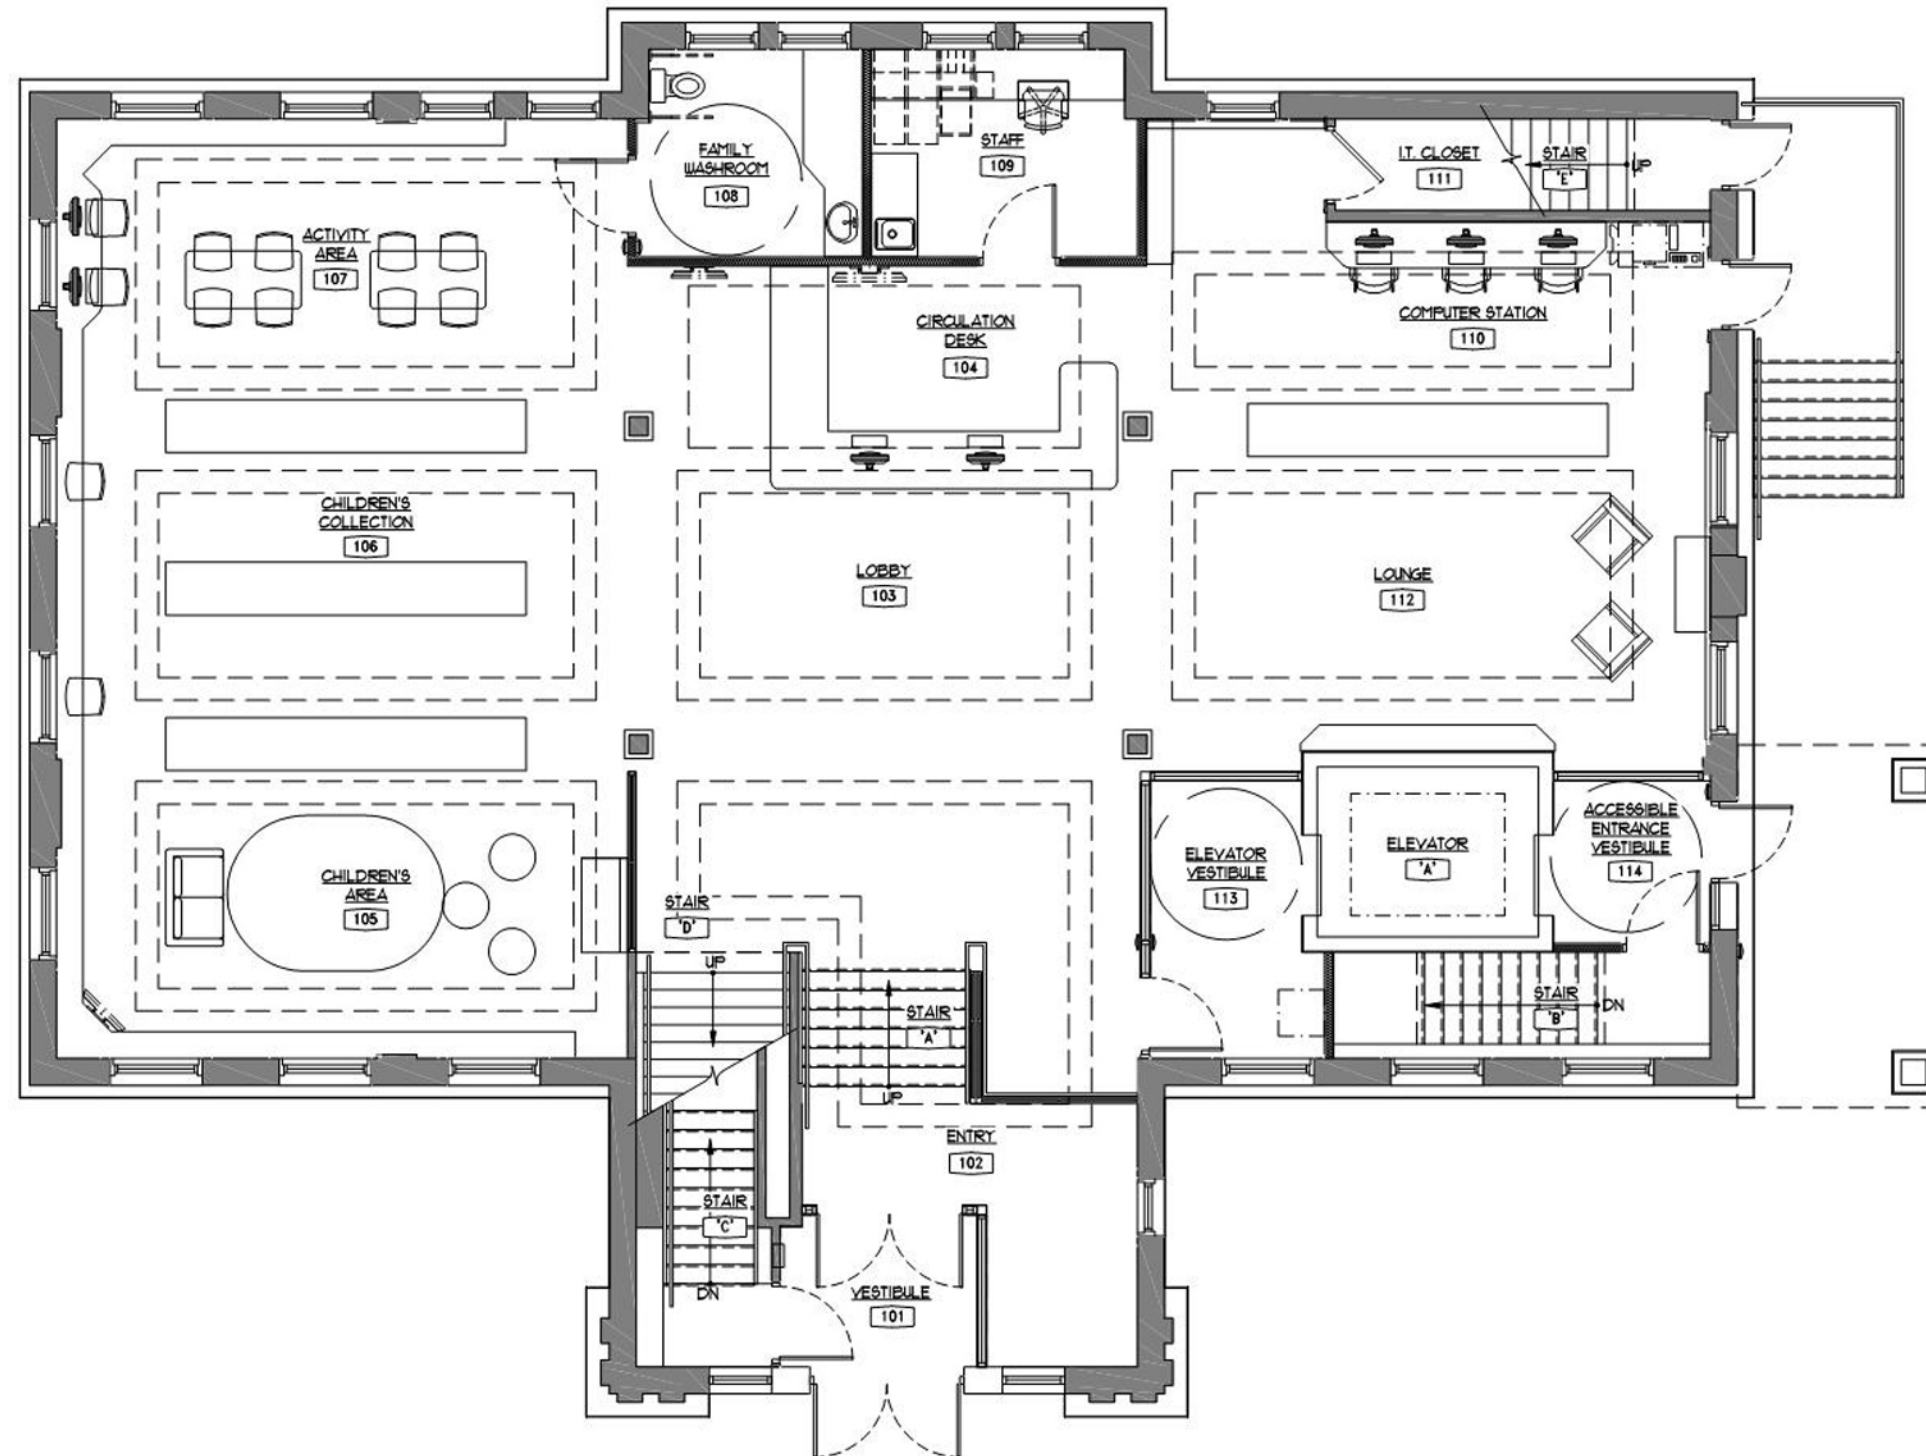 FAMILY
WASHROOM
108
STAFF
109
I.T. CLOSET
111
STAIR
'E'
UP
ACTIVITY
AREA
107
CIRCULATION
DESK
104
COMPUTER STATION
110
CHILDREN'S
COLLECTION
106
LOBBY
103
LOUNGE
112
CHILDREN'S
AREA
105
STAIR
'D'
UP
STAIR
'A'
UP
ELEVATOR
VESTIBULE
113
ELEVATOR
'A'
ACCESSIBLE
ENTRANCE
VESTIBULE
114
STAIR
'B'
DN
ENTRY
102
STAIR
'C'
DN
VESTIBULE
101